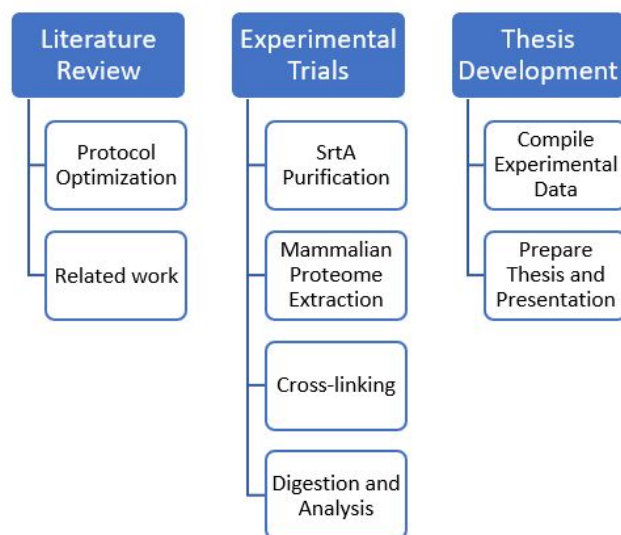 Literature
Review
Protocol
Optimization
Related work
Experimental
Trials
SrtA
Purification
Mammalian
Proteome
Extraction
Cross-linking
Digestion and
Analysis
Thesis
Development
Compile
Experimental
Data
Prepare
Thesis and
Presentation